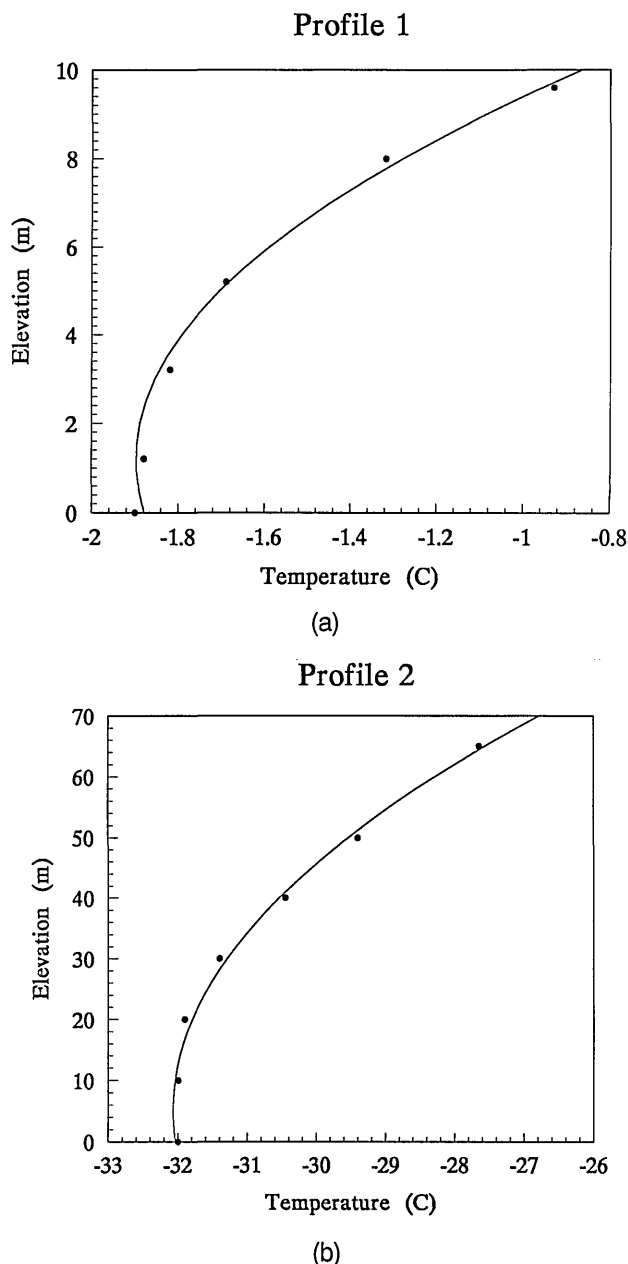 Profile 1
10
8
6
4
2
0
Elevation (m)
-2 -1.8 -1.6 -1.4 -1.2 -1 -0.8
Temperature (C)
(a)
Profile 2
70
60
50
40
30
20
10
0
Elevation (m)
-33 -32 -31 -30 -29 -28 -27 -26
Temperature (C)
(b)